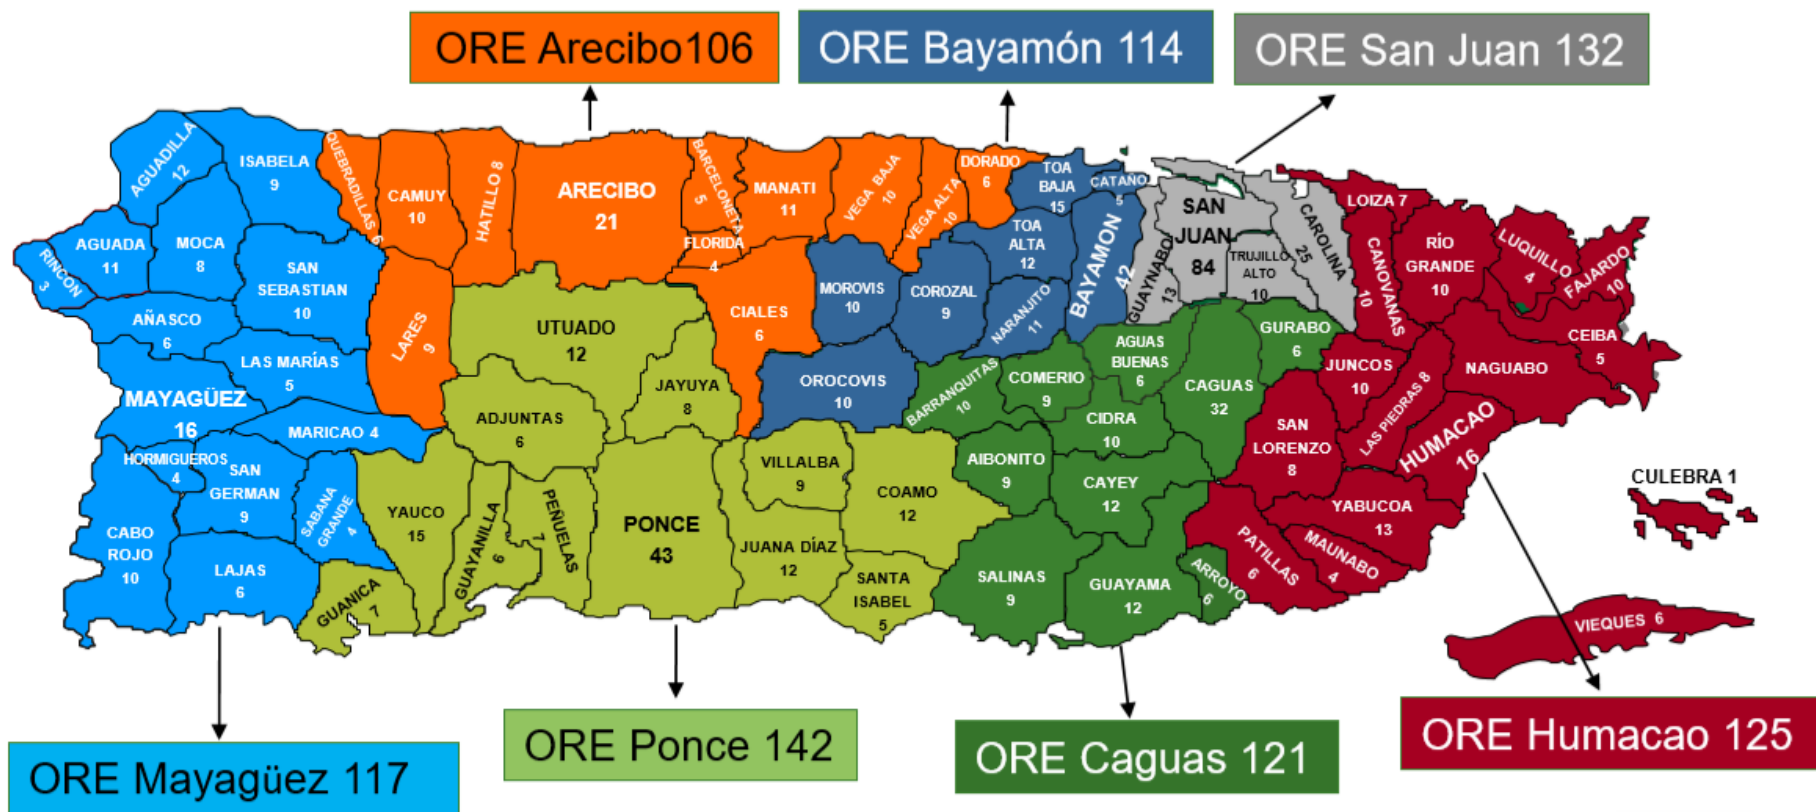 ORE Arecibo106
ORE Bayamón 114
ORE San Juan 132
AGUADILLA
12
ISABELA
9
QUEBRADILLAS 6
CAMUY
10
HATILLO 8
ARECIBO
21
BARCELONETA
5
MANATI
11
VEGA BAJA
10
VEGA ALTA
10
DORADO
6
TOA
BAJA
15
CATAÑO
5
SAN
JUAN
84
CAROLINA
25
LOIZA 7
AGUADA
11
MOCA
8
RINCON
3
SAN
SEBASTIAN
10
FLORIDA
4
TOA
ALTA
12
BAYAMON
42
GUAYNABO
13
TRUJILLO
ALTO
10
CANOVANAS
10
RÍO
GRANDE
10
LUQUILLO
4
FAJARDO
10
AÑASCO
6
LARES
9
UTUADO
12
CIALES
6
MOROVIS
10
COROZAL
9
NARANJITO
11
AGUAS
BUENAS
6
GURABO
6
CEIBA
5
LAS MARÍAS
5
MAYAGÜEZ
16
JAYUYA
8
OROCOVIS
10
BARRANQUITAS
10
COMERIO
9
CAGUAS
32
JUNCOS
10
LAS PIEDRAS 8
NAGUABO
MARICAO 4
ADJUNTAS
6
CIDRA
10
SAN
LORENZO
8
HUMACAO
16
HORMIGUEROS
4
SAN
GERMAN
9
SABANA
GRANDE
4
YAUCO
15
GUAYANILLA
6
PEÑUELAS
7
PONCE
43
VILLALBA
9
COAMO
12
AIBONITO
9
CAYEY
12
YABUCOA
13
CULEBRA 1
CABO
ROJO
10
LAJAS
6
GUANICA
7
JUANA DÍAZ
12
SANTA
ISABEL
5
SALINAS
9
GUAYAMA
12
ARROYO
6
PATILLAS
6
MAUNABO
4
VIEQUES 6
ORE Mayagüez 117
ORE Ponce 142
ORE Caguas 121
ORE Humacao 125